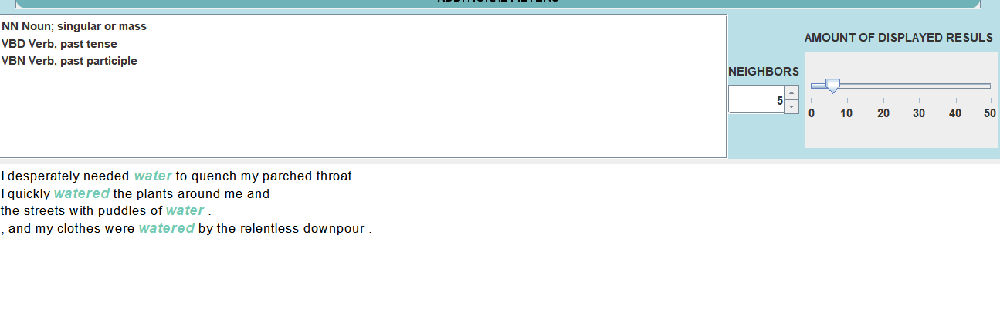 ADDITIONAL FILTERS
NN Noun; singular or mass
VBD Verb, past tense
VBN Verb, past participle
NEIGHBORS
5
AMOUNT OF DISPLAYED RESULS
0 10 20 30 40 50
I desperately needed water to quench my parched throat
I quickly watered the plants around me and
the streets with puddles of water .
, and my clothes were watered by the relentless downpour .